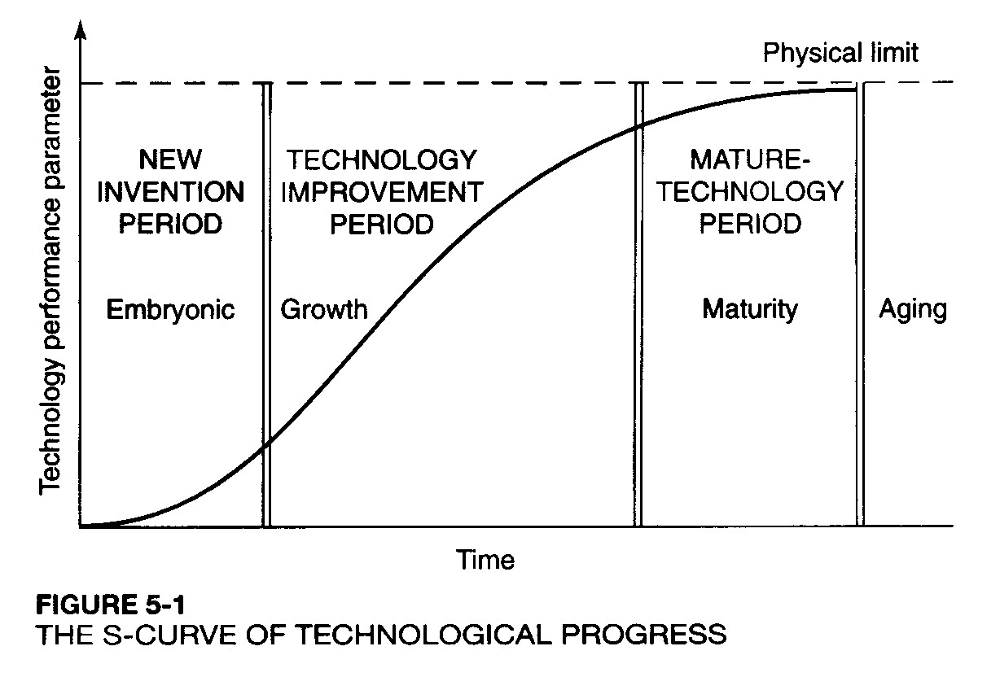 Physical limit
Technology performance parameter
NEW
INVENTION
PERIOD
TECHNOLOGY
IMPROVEMENT
PERIOD
MATURE-
TECHNOLOGY
PERIOD
Embryonic
Growth
Maturity
Aging
Time
FIGURE 5-1
THE S-CURVE OF TECHNOLOGICAL PROGRESS